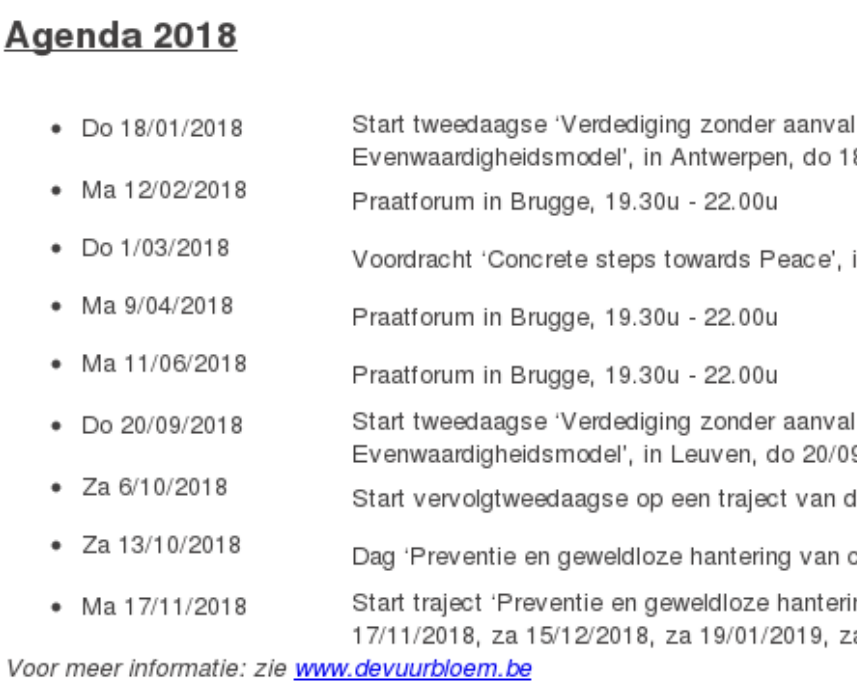 Agenda 2018
• Do 18/01/2018 Start tweedaagse ‘Verdediging zonder aanval
Evenwaardigheidsmodel’, in Antwerpen, do 18
• Ma 12/02/2018 Praatforum in Brugge, 19.30u - 22.00u
• Do 1/03/2018 Voordracht ‘Concrete steps towards Peace’, i
• Ma 9/04/2018 Praatforum in Brugge, 19.30u - 22.00u
• Ma 11/06/2018 Praatforum in Brugge, 19.30u - 22.00u
• Do 20/09/2018 Start tweedaagse ‘Verdediging zonder aanval
Evenwaardigheidsmodel’, in Leuven, do 20/09
• Za 6/10/2018 Start vervolgtweedaagse op een traject van d
• Za 13/10/2018 Dag ‘Preventie en geweldloze hantering van
• Ma 17/11/2018 Start traject ‘Preventie en geweldloze hanterin
17/11/2018, za 15/12/2018, za 19/01/2019, za
Voor meer informatie: zie www.devuurbloem.be